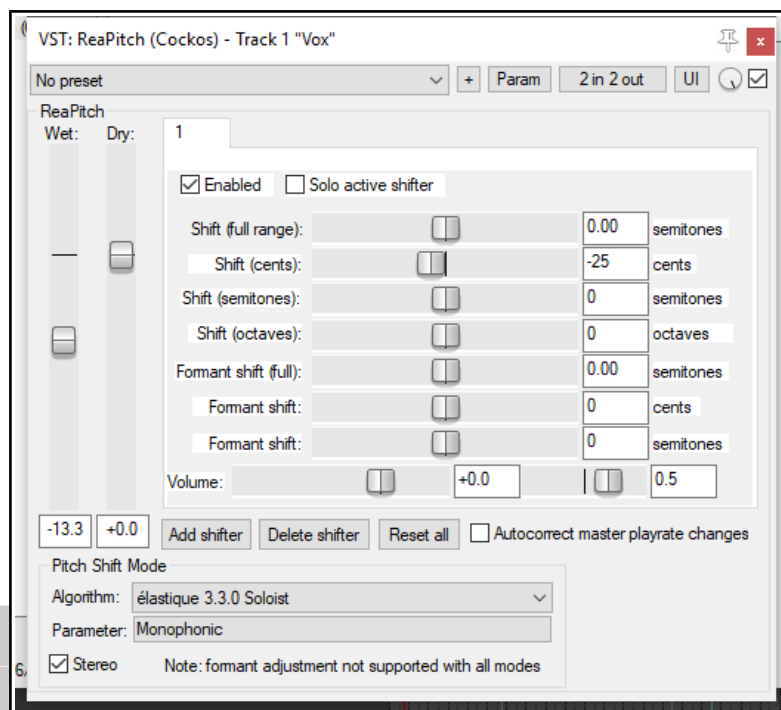 VST: ReaPitch (Cockos) - Track 1 "Vox"
x
No preset
+
Param
2 in 2 out
UI
ReaPitch
Wet:
Dry:
1
Enabled
Solo active shifter
Shift (full range):
0.00
semitones
Shift (cents):
-25
cents
Shift (semitones):
0
semitones
Shift (octaves):
0
octaves
Formant shift (full):
0.00
semitones
Formant shift:
0
cents
Formant shift:
0
semitones
Volume:
+0.0
0.5
-13.3
+0.0
Add shifter
Delete shifter
Reset all
Autocorrect master playrate changes
Pitch Shift Mode
Algorithm:
élastique 3.3.0 Soloist
Parameter:
Monophonic
Stereo
Note: formant adjustment not supported with all modes